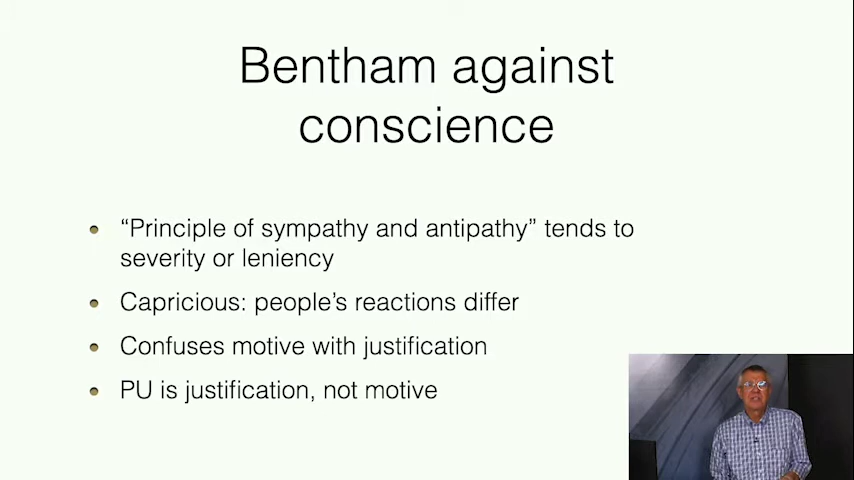 Bentham against
conscience
• “Principle of sympathy and antipathy” tends to
severity or leniency
• Capricious: people’s reactions differ
• Confuses motive with justification
• PU is justification, not motive